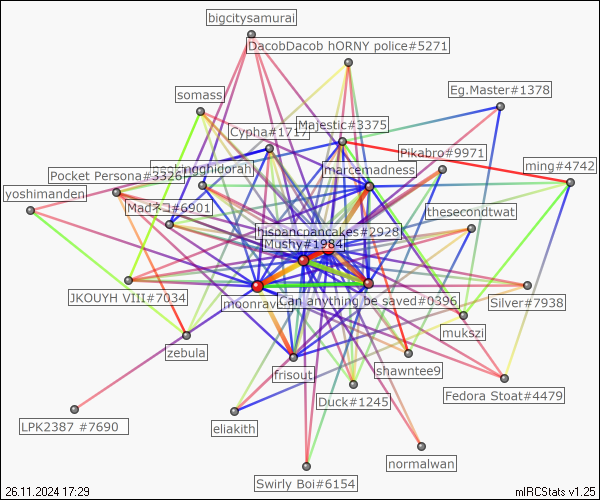 bigcitysamurai
DacobDacob hORNY police#5271
Eg.Master#1378
somass
Majestic#3375
Cypha#1717
Pikabro#9971
ming#4742
marcemadness
Pocket Persona#3326
yoshimanden
Madネコ#6901
thesecondtwat
hispancpancakes#2928
Mushy#1984
JKOUYH VIII#7034
Can anything be saved#0396
Silver#7938
mukszi
zebula
frisout
shawntee9
Fedora Stoat#4479
Duck#1245
LPK2387 #7690
eliakith
normalwan
Swirly Boi#6154
26.11.2024 17:29
mIRCStats v1.25